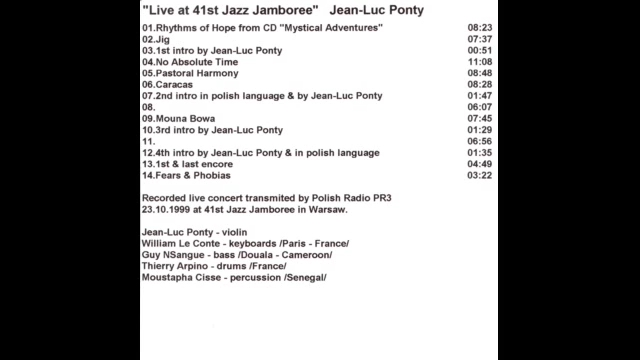 "Live at 41st Jazz Jamboree" Jean-Luc Ponty
01.Rhythms of Hope from CD "Mystical Adventures" 08:23
02.Jig 07:37
03.1st intro by Jean-Luc Ponty 00:51
04.No Absolute Time 11:08
05.Pastoral Harmony 08:48
06.Caracas 08:28
07.2nd intro in polish language & by Jean-Luc Ponty 01:47
08. 06:07
09.Mouna Bowa 07:45
10.3rd intro by Jean-Luc Ponty 01:29
11. 06:56
12.4th intro by Jean-Luc Ponty & in polish language 01:35
13.1st & last encore 04:49
14.Fears & Phobias 03:22
Recorded live concert transmited by Polish Radio PR3
23.10.1999 at 41st Jazz Jamboree in Warsaw.
Jean-Luc Ponty - violin
William Le Conte - keyboards /Paris - France/
Guy NSangue - bass /Douala - Cameroon/
Thierry Arpino - drums /France/
Moustapha Cisse - percussion /Senegal/